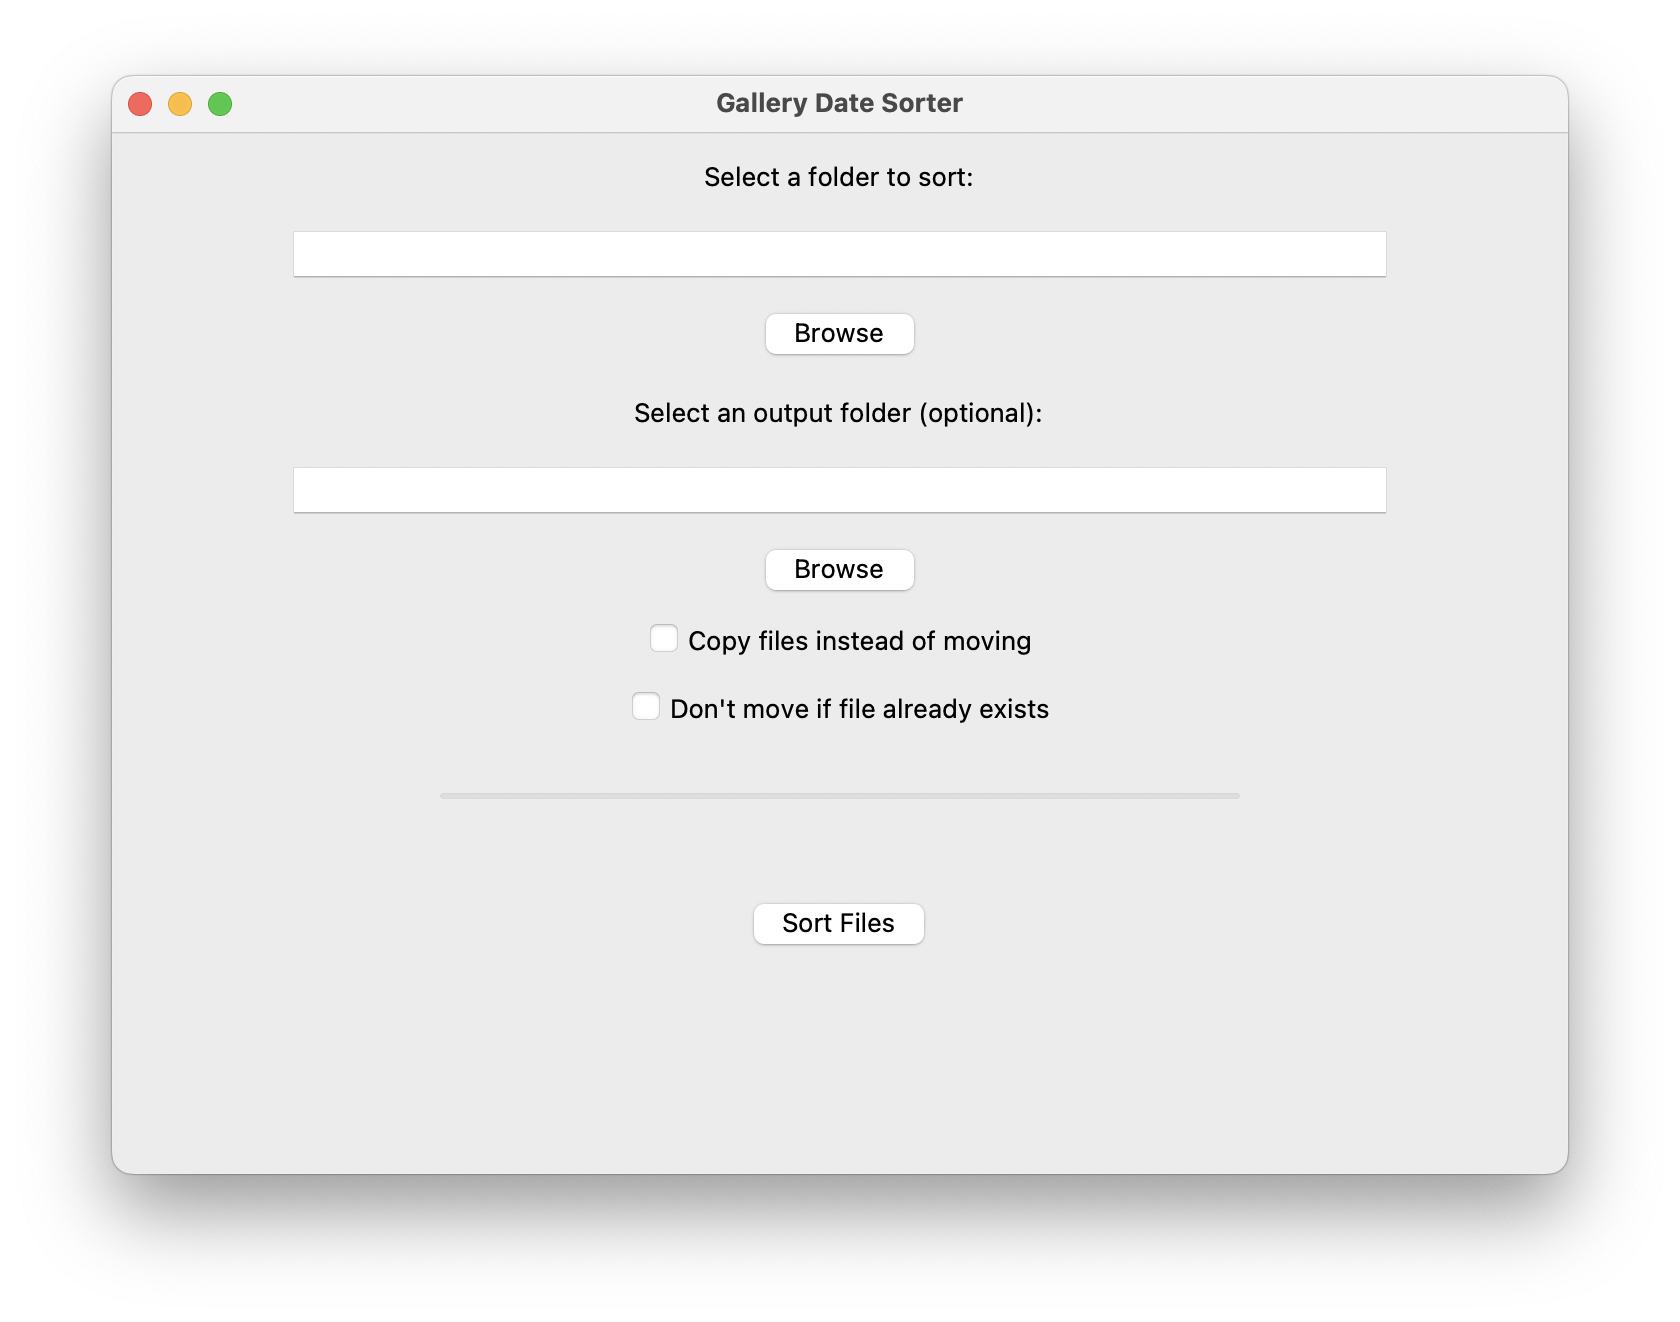 Gallery Date Sorter
Select a folder to sort:
Browse
Select an output folder (optional):
Browse
Copy files instead of moving
Don't move if file already exists
Sort Files